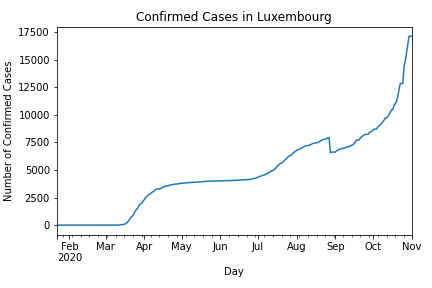 Confirmed Cases in Luxembourg
17500
15000
12500
10000
7500
5000
2500
0
Number of Confirmed Cases
Feb Mar Apr May Jun Jul Aug Sep Oct Nov
2020
Day